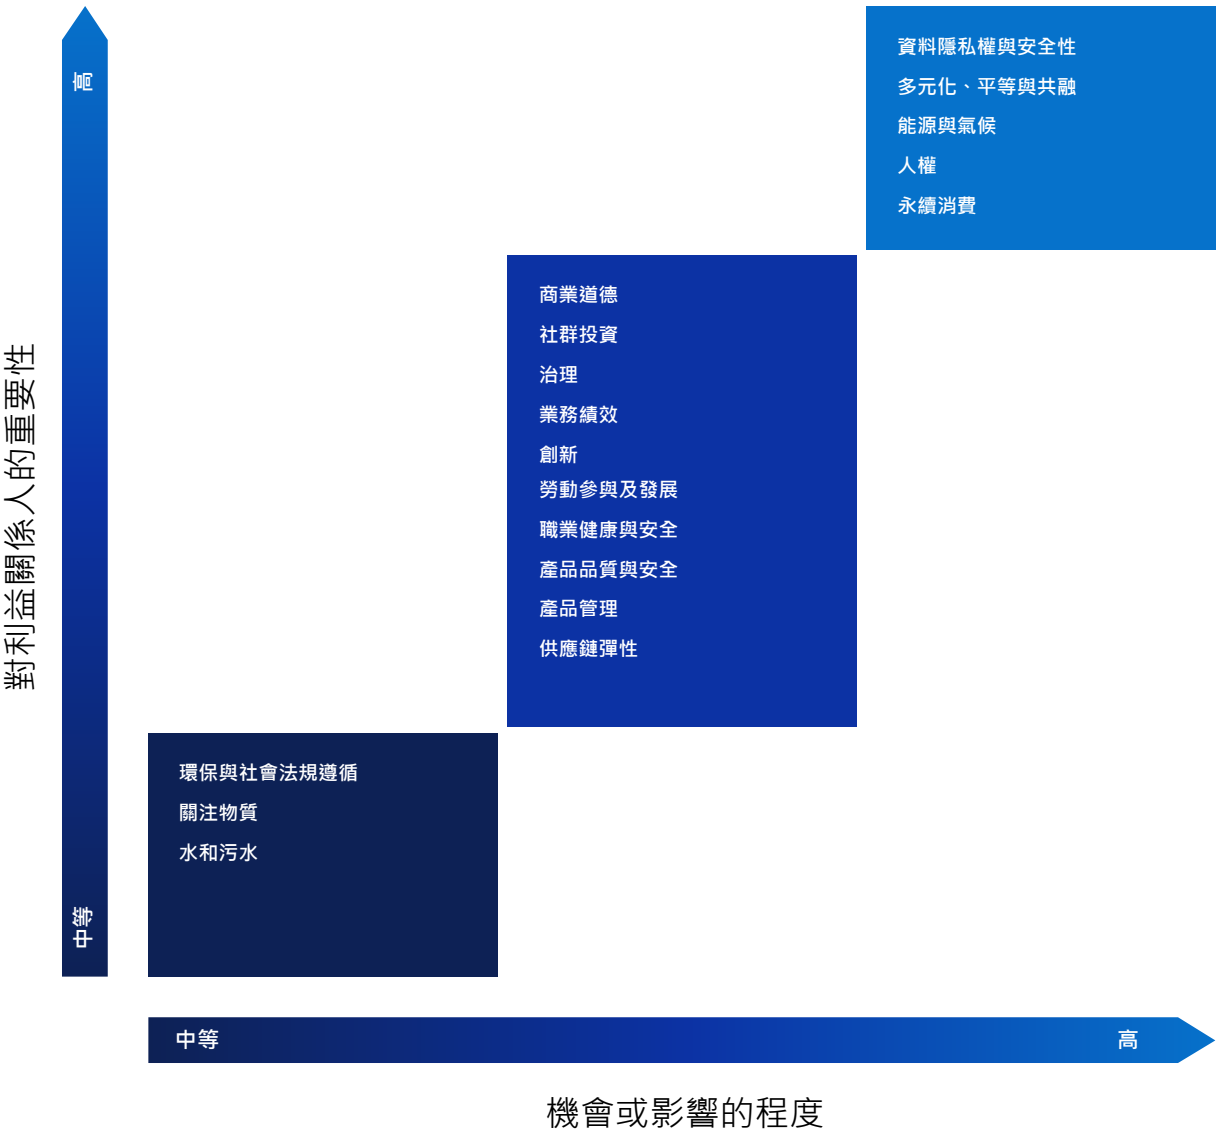 高
資料隱私權與安全性
多元化、平等與共融
能源與氣候
人權
永續消費
商業道德
社群投資
治理
業務績效
創新
勞動參與及發展
職業健康與安全
產品品質與安全
產品管理
供應鏈彈性
對利益關係人的重要性
環保與社會法規遵循
關注物質
水和污水
中等
中等
高
機會或影響的程度